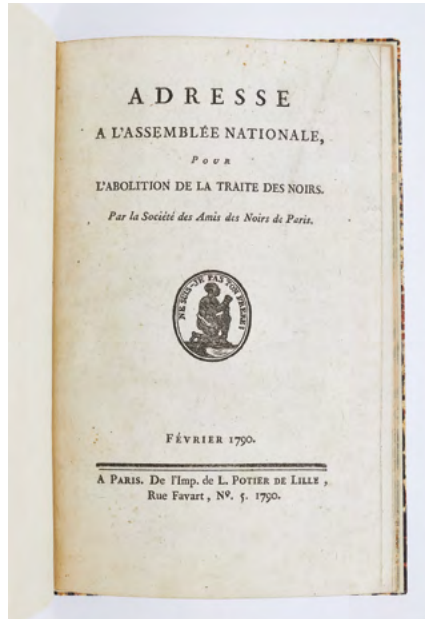 ADRESSE
A L'ASSEMBLÉE NATIONALE,
POUR
L'ABOLITION DE LA TRAITE DES NOIRS.
Par la Société des Amis des Noirs de Paris.
NE SUIS-JE PAS TON FRERE?
FÉVRIER 1790.
A PARIS. De l'Imp. de L. POTIER DE LILLE,
Rue Favart, Nº. 5. 1790.